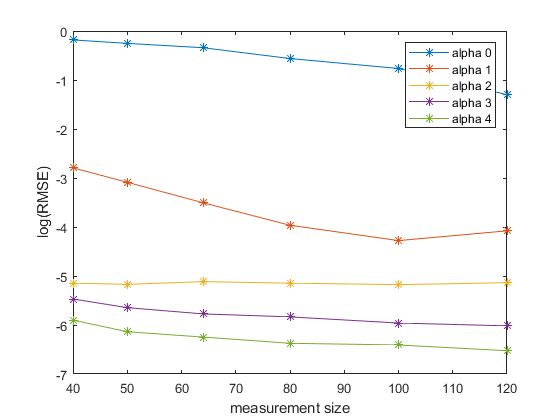 0
-1
-2
-3
-4
-5
-6
-7
log(RMSE)
40 50 60 70 80 90 100 110 120
measurement size
alpha 0
alpha 1
alpha 2
alpha 3
alpha 4